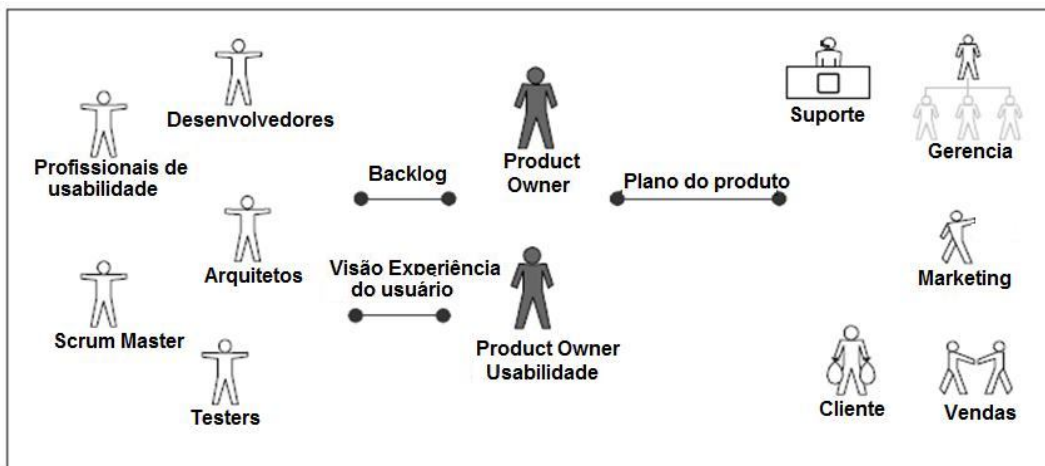 Desenvolvedores
Profissionais de
usabilidade
Arquitetos
Scrum Master
Testers
Backlog
Visão Experiência
do usuário
Product
Owner
Product Owner
Usabilidade
Plano do produto
Suporte
Gerencia
Marketing
Cliente
Vendas